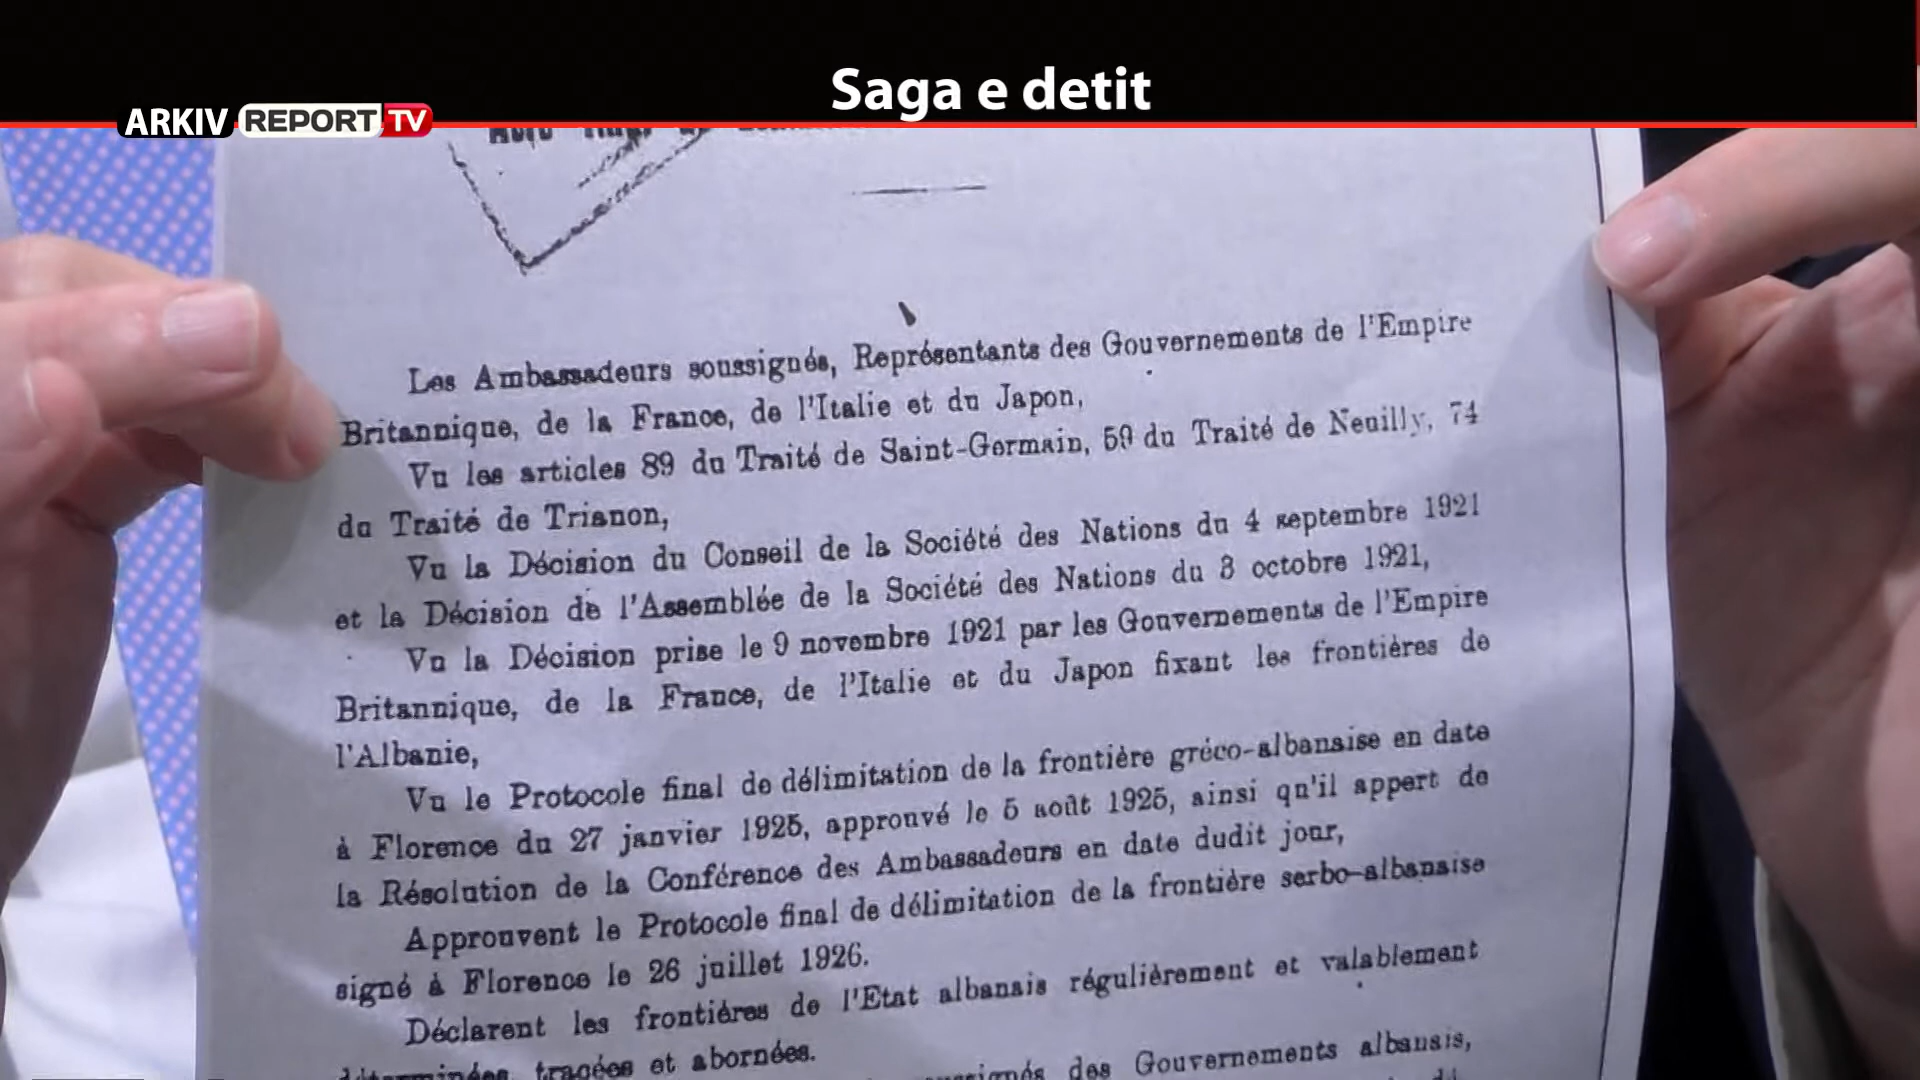 Saga e detit
ARKIV REPORT TV
Les Ambassadeurs soussignés, Représentants des Gouvernements de l'Empire
Britannique, de la France, de l'Italie et du Japon,
Vu les articles 89 du Traité de Saint-Germain, 59 du Traité de Neuilly, 74
du Traité de Trianon,
Vu la Décision du Conseil de la Société des Nations du 4 septembre 1921
et la Décision de l'Assemblée de la Société des Nations du 3 octobre 1921,
Vu la Décision prise le 9 novembre 1921 par les Gouvernements de l'Empire
Britannique, de la France, de l'Italie et du Japon fixant les frontières de
l'Albanie,
Vu le Protocole final de délimitation de la frontière gréco-albanaise en date
à Florence du 27 janvier 1925, approuvé le 5 août 1925, ainsi qu'il appert de
la Résolution de la Conférence des Ambassadeurs en date dudit jour,
Approuvent le Protocole final de délimitation de la frontière serbo-albanaise
signé à Florence le 26 juillet 1926.
Déclarent les frontières de l'Etat albanais régulièrement et valablement
déterminées, tracées et abornées.
des Gouvernements albanais,